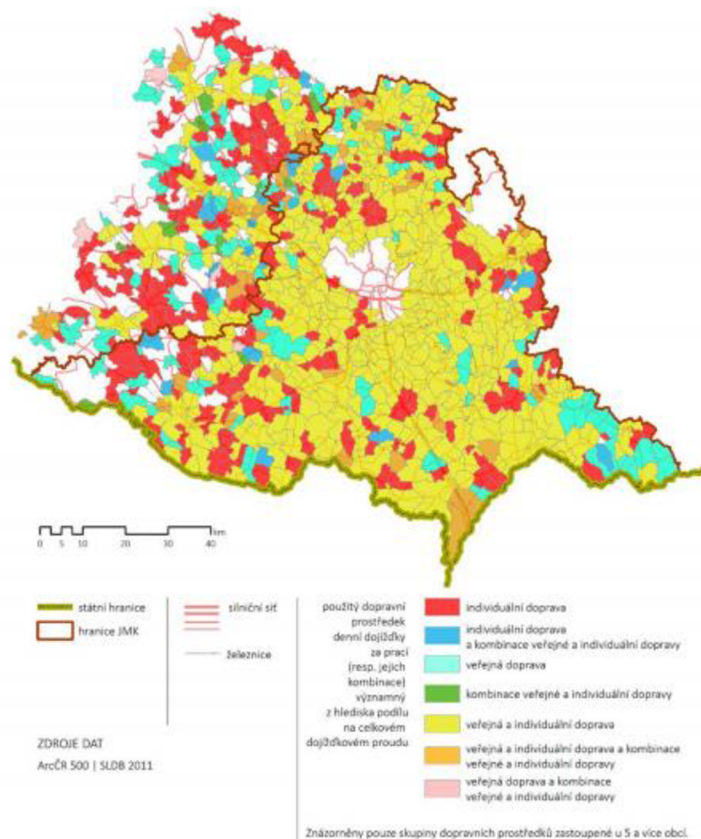 km
0 5 10 20 30 40
státní hranice
hranice JMK
silniční síť
železnice
ZDROJE DAT
ArcČR 500 | SLDB 2011
použitý dopravní
prostředek
denní dojížďky
za prací
(resp. jejich
kombinace)
významný
z hlediska podílu
na celkovém
dojížďkovém proudu
individuální doprava
individuální doprava
a kombinace veřejné a individuální dopravy
veřejná doprava
kombinace veřejné a individuální dopravy
veřejná a individuální doprava
veřejná a individuální doprava a kombinace
veřejné a individuální dopravy
veřejná doprava a kombinace
veřejné a individuální dopravy
Znázorněny pouze skupiny dopravních prostředků zastoupené u 5 a více obcí.